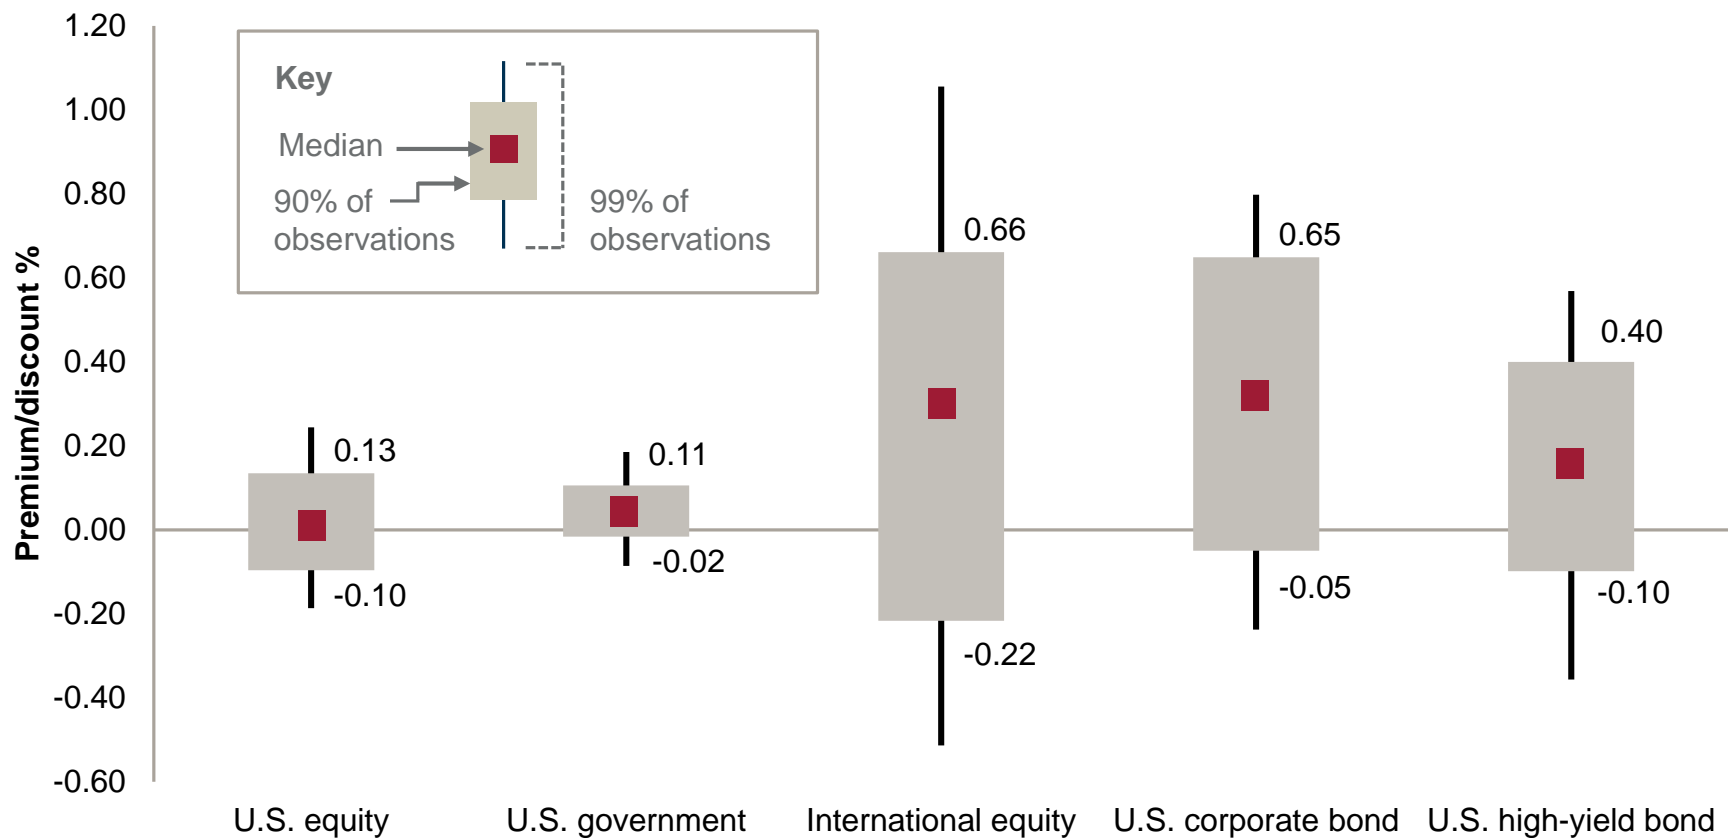 Premium/discount %
1.20
1.00
0.80
0.60
0.40
0.20
0.00
-0.20
-0.40
-0.60
Key
Median
90% of
observations
99% of
observations
0.13
-0.10
0.11
-0.02
0.66
-0.22
0.65
-0.05
0.40
-0.10
U.S. equity
U.S. government
International equity
U.S. corporate bond
U.S. high-yield bond